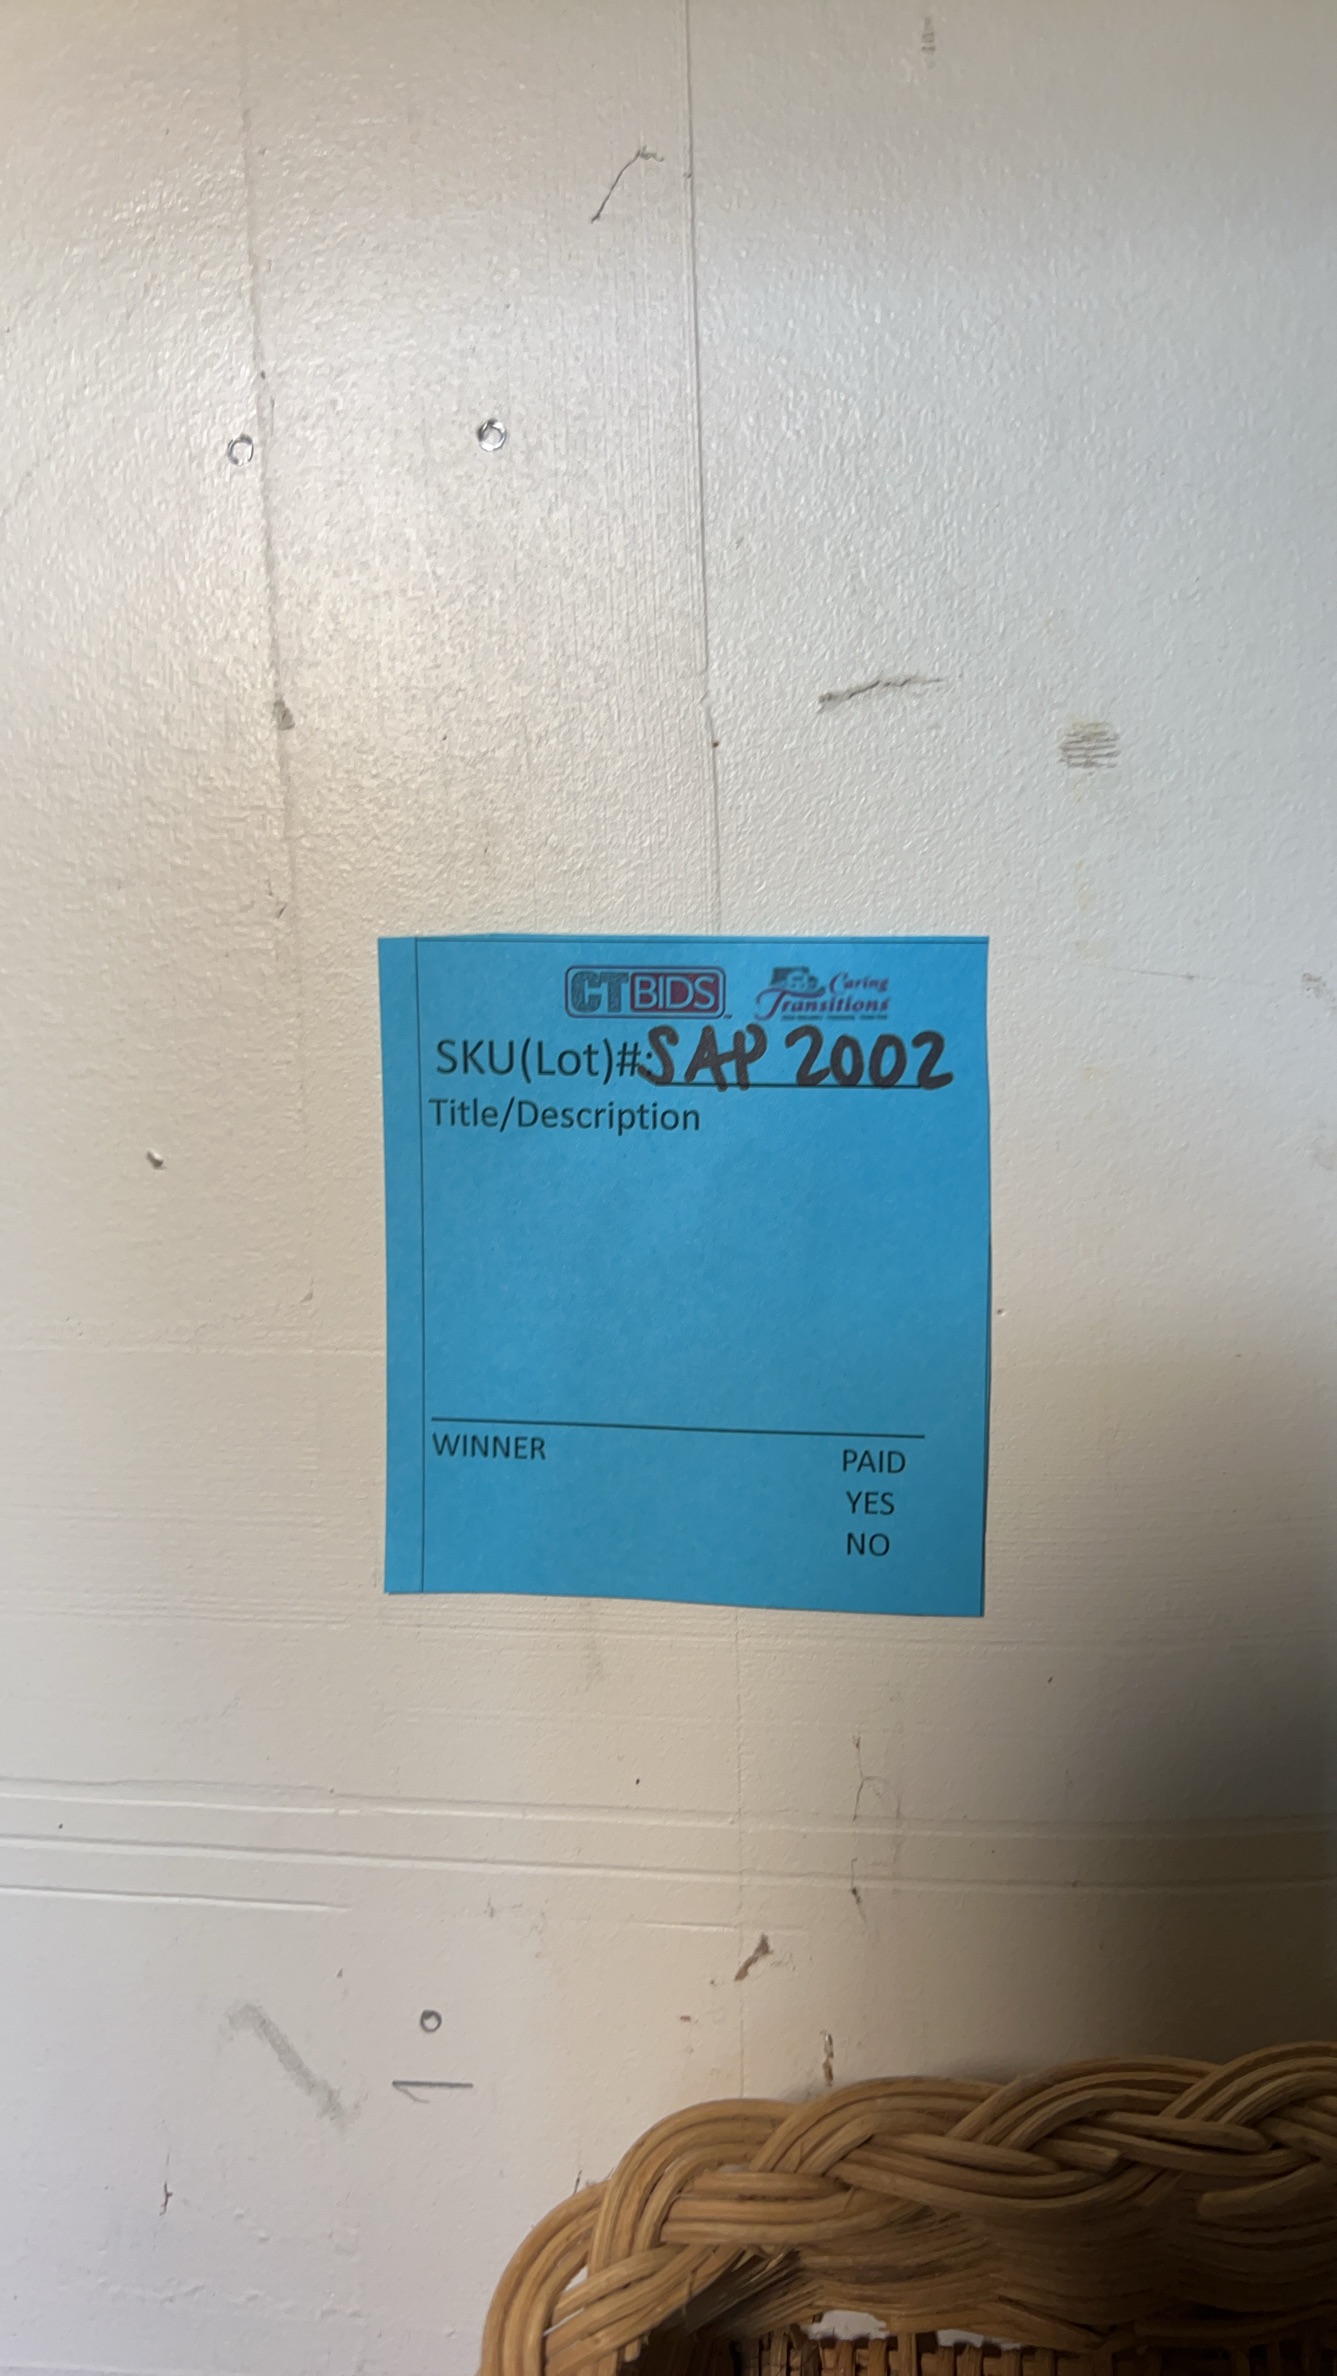 CTBIDS
Caring
Transitions
SKU(Lot)#:SAP 2002
Title/Description
WINNER
PAID
YES
NO